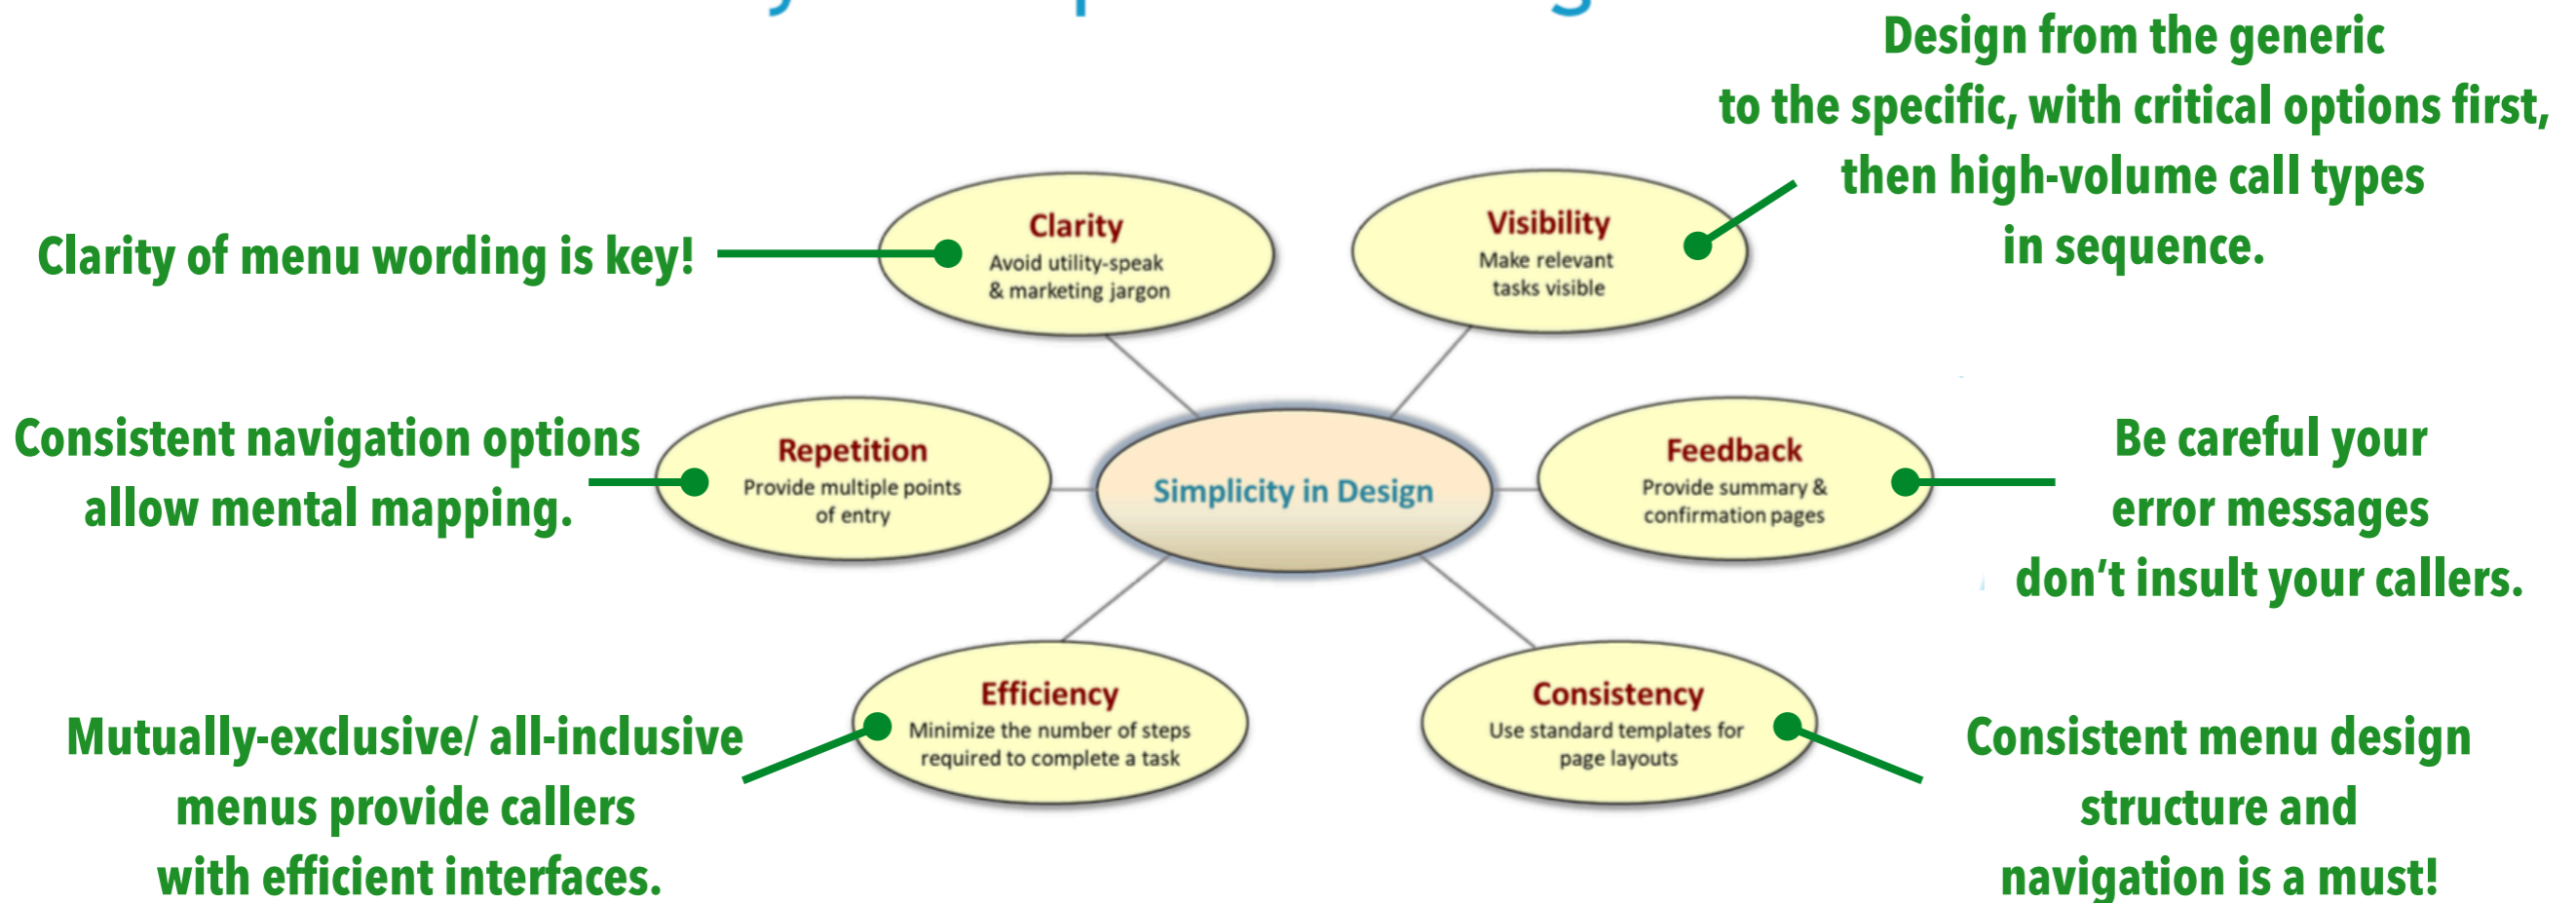 Design from the generic
to the specific, with critical options first,
then high-volume call types
in sequence.
Clarity of menu wording is key!
Clarity
Avoid utility-speak
& marketing jargon
Visibility
Make relevant
tasks visible
Consistent navigation options
allow mental mapping.
Repetition
Provide multiple points
of entry
Simplicity in Design
Feedback
Provide summary &
confirmation pages
Be careful your
error messages
don't insult your callers.
Mutually-exclusive/ all-inclusive
menus provide callers
with efficient interfaces.
Efficiency
Minimize the number of steps
required to complete a task
Consistency
Use standard templates for
page layouts
Consistent menu design
structure and
navigation is a must!